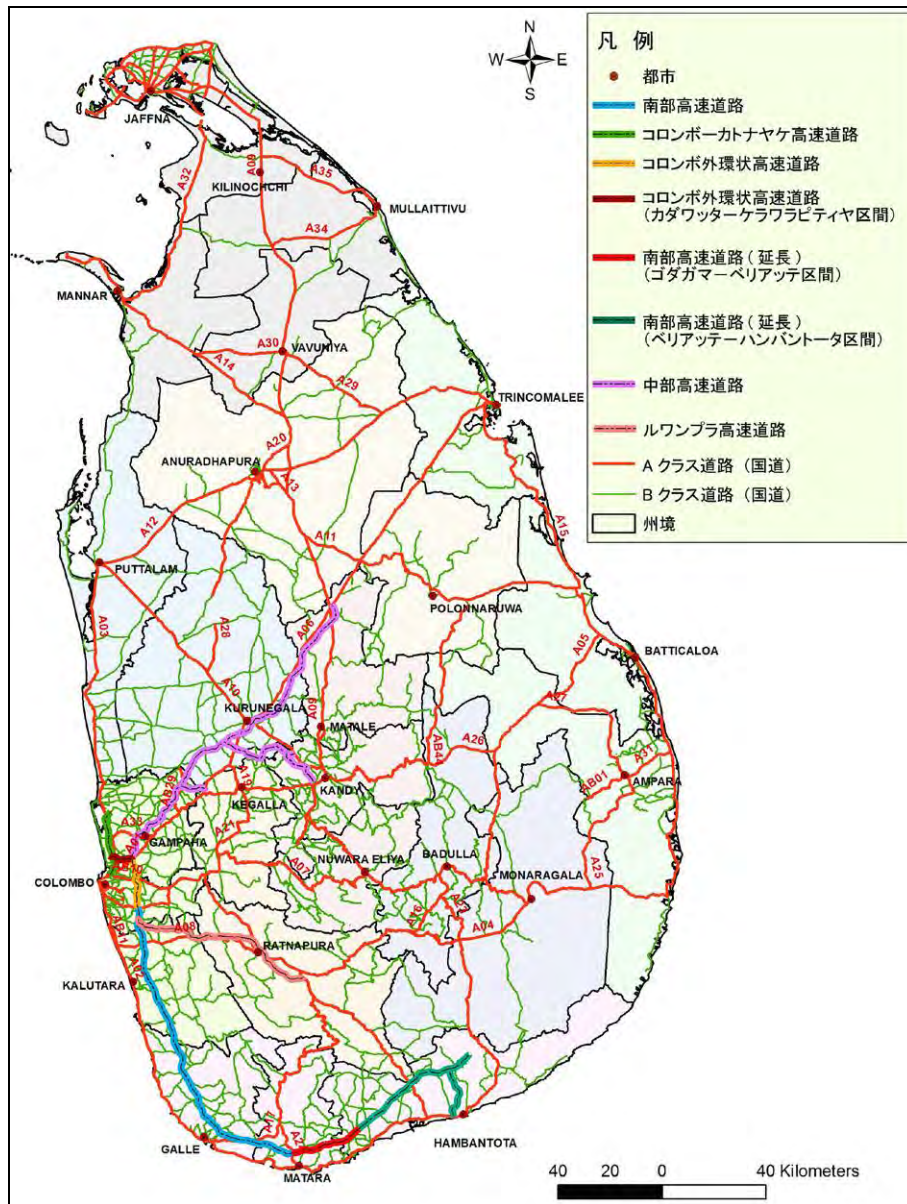 N
W E
S
凡 例
都市
南部高速道路
コロンボーカトナヤケ高速道路
コロンボ外環状高速道路
コロンボ外環状高速道路
(カダワッターケラワラピティヤ区間)
南部高速道路(延長)
(ゴダガマーベリアッテ区間)
南部高速道路(延長)
(ベリアッテーハンバントータ区間)
中部高速道路
ルワンプラ高速道路
Aクラス道路(国道)
Bクラス道路(国道)
州境
JAFFNA
A32
A09
KILINOCHCHI
A35
MULLAITTIVU
A34
MANNAR
A30
VAVUNIYA
A14
A29
TRINCOMALEE
A20
ANURADHAPURA
A13
A12
A11
A15
PUTTALAM
POLONNARUWA
A03
A28
A06
A05
BATTICALOA
A10
KURUNEGALA
A09
MATALE
AB44
A26
A31
AB01
AMPARA
AB29
A19
KEGALLA
KANDY
A33
GAMPAHA
A21
A07
NUWARA ELIYA
BADULLA
MONARAGALA
A25
COLOMBO
A16
A04
A08
RATNAPURA
A02
KALUTARA
A17
GALLE
MATARA
HAMBANTOTA
40 20 0 40 Kilometers